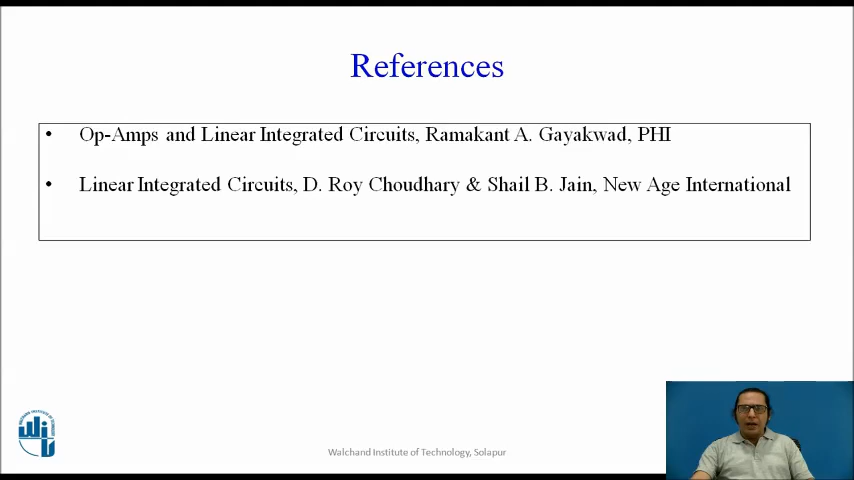 References
• Op-Amps and Linear Integrated Circuits, Ramakant A. Gayakwad, PHI
• Linear Integrated Circuits, D. Roy Choudhary & Shail B. Jain, New Age International
Walchand Institute of Technology, Solapur